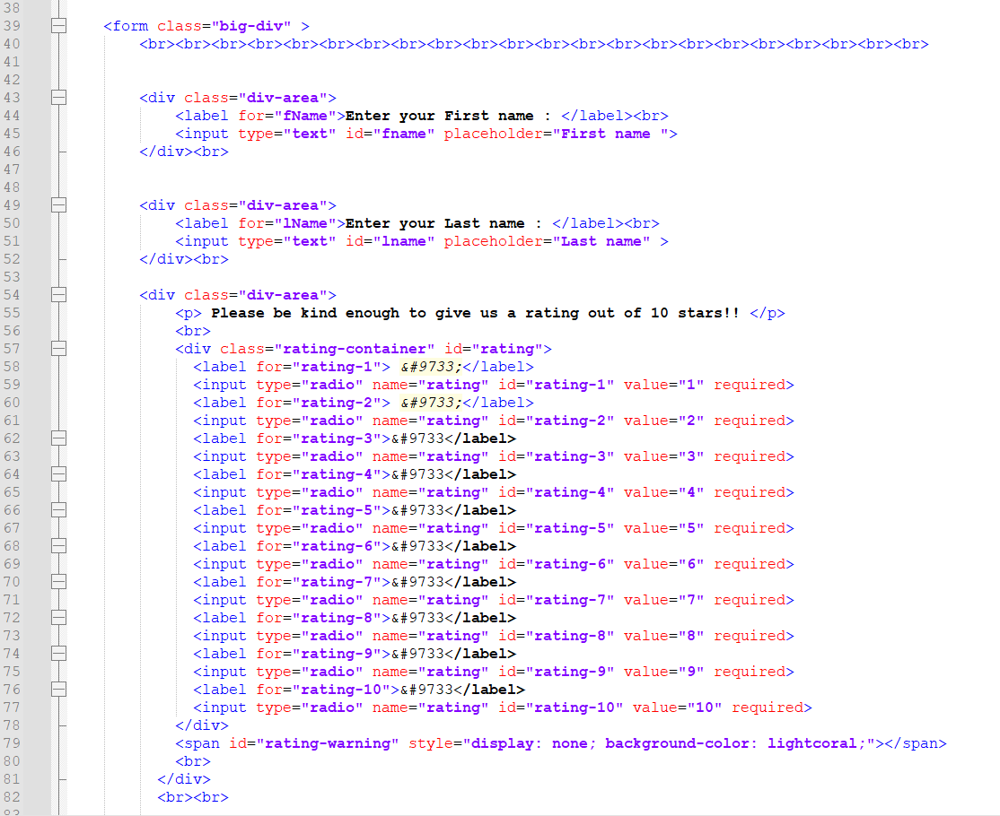 38
39 <form class="big-div" >
40 <br><br><br><br><br><br><br><br><br><br><br><br><br><br><br><br><br><br><br><br><br><br>
41
42
43 <div class="div-area">
44 <label for="fName">Enter your First name : </label><br>
45 <input type="text" id="fname" placeholder="First name ">
46 </div><br>
47
48
49 <div class="div-area">
50 <label for="lName">Enter your Last name : </label><br>
51 <input type="text" id="lname" placeholder="Last name" >
52 </div><br>
53
54 <div class="div-area">
55 <p> Please be kind enough to give us a rating out of 10 stars!! </p>
56 <br>
57 <div class="rating-container" id="rating">
58 <label for="rating-1"> &#9733;</label>
59 <input type="radio" name="rating" id="rating-1" value="1" required>
60 <label for="rating-2"> &#9733;</label>
61 <input type="radio" name="rating" id="rating-2" value="2" required>
62 <label for="rating-3">&#9733</label>
63 <input type="radio" name="rating" id="rating-3" value="3" required>
64 <label for="rating-4">&#9733</label>
65 <input type="radio" name="rating" id="rating-4" value="4" required>
66 <label for="rating-5">&#9733</label>
67 <input type="radio" name="rating" id="rating-5" value="5" required>
68 <label for="rating-6">&#9733</label>
69 <input type="radio" name="rating" id="rating-6" value="6" required>
70 <label for="rating-7">&#9733</label>
71 <input type="radio" name="rating" id="rating-7" value="7" required>
72 <label for="rating-8">&#9733</label>
73 <input type="radio" name="rating" id="rating-8" value="8" required>
74 <label for="rating-9">&#9733</label>
75 <input type="radio" name="rating" id="rating-9" value="9" required>
76 <label for="rating-10">&#9733</label>
77 <input type="radio" name="rating" id="rating-10" value="10" required>
78 </div>
79 <span id="rating-warning" style="display: none; background-color: lightcoral;"></span>
80 <br>
81 </div>
82 <br><br>